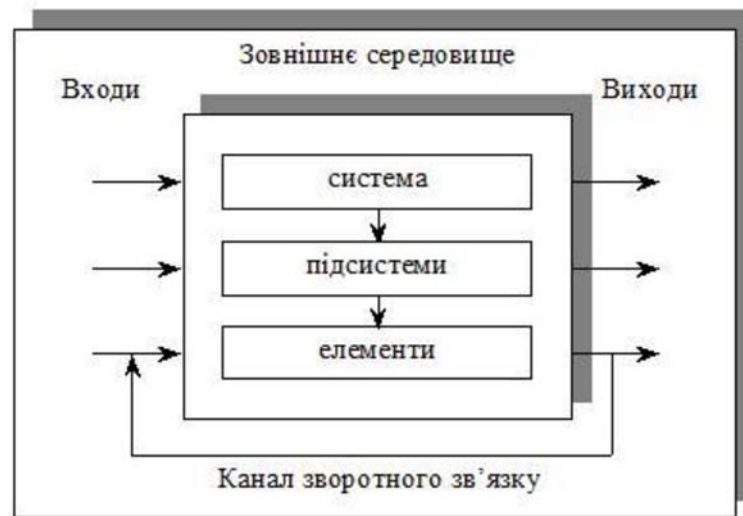 Зовнішнє середовище
Входи
Виходи
система
підсистеми
елементи
Канал зворотного зв’язку